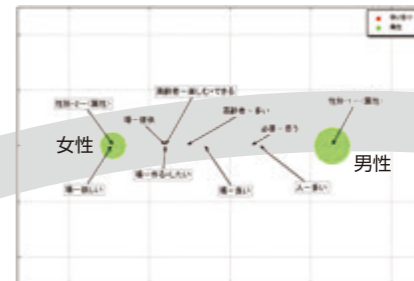 高齢者―楽しむ+できる
性別-2-<属性>
場―提供
高齢者―多い
性別-1-<属性>
必要―思う
女性
男性
場―欲しい
場―作る+したい
場―良い
人―多い